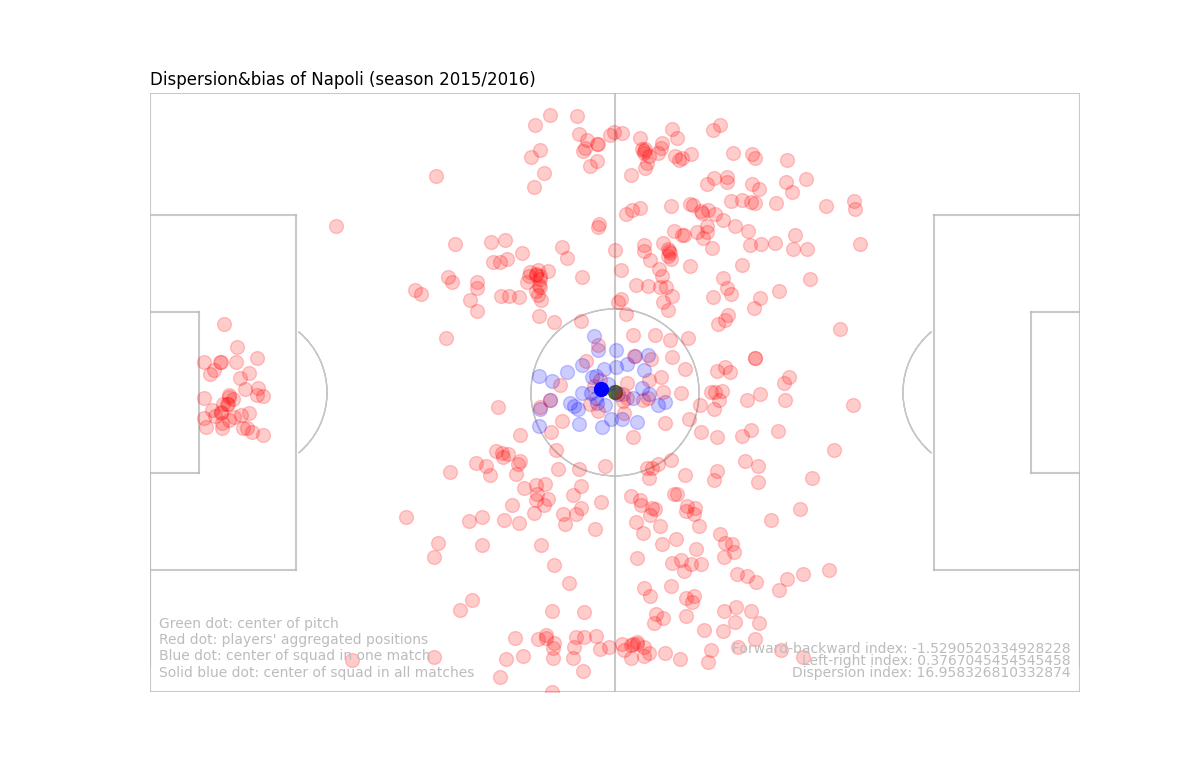 Dispersion&bias of Napoli (season 2015/2016)
Green dot: center of pitch
Red dot: players' aggregated positions
Blue dot: center of squad in one match
Solid blue dot: center of squad in all matches
Forward-backward index: -1.5290520334928228
Left-right index: 0.3767045454545458
Dispersion index: 16.958326810332874